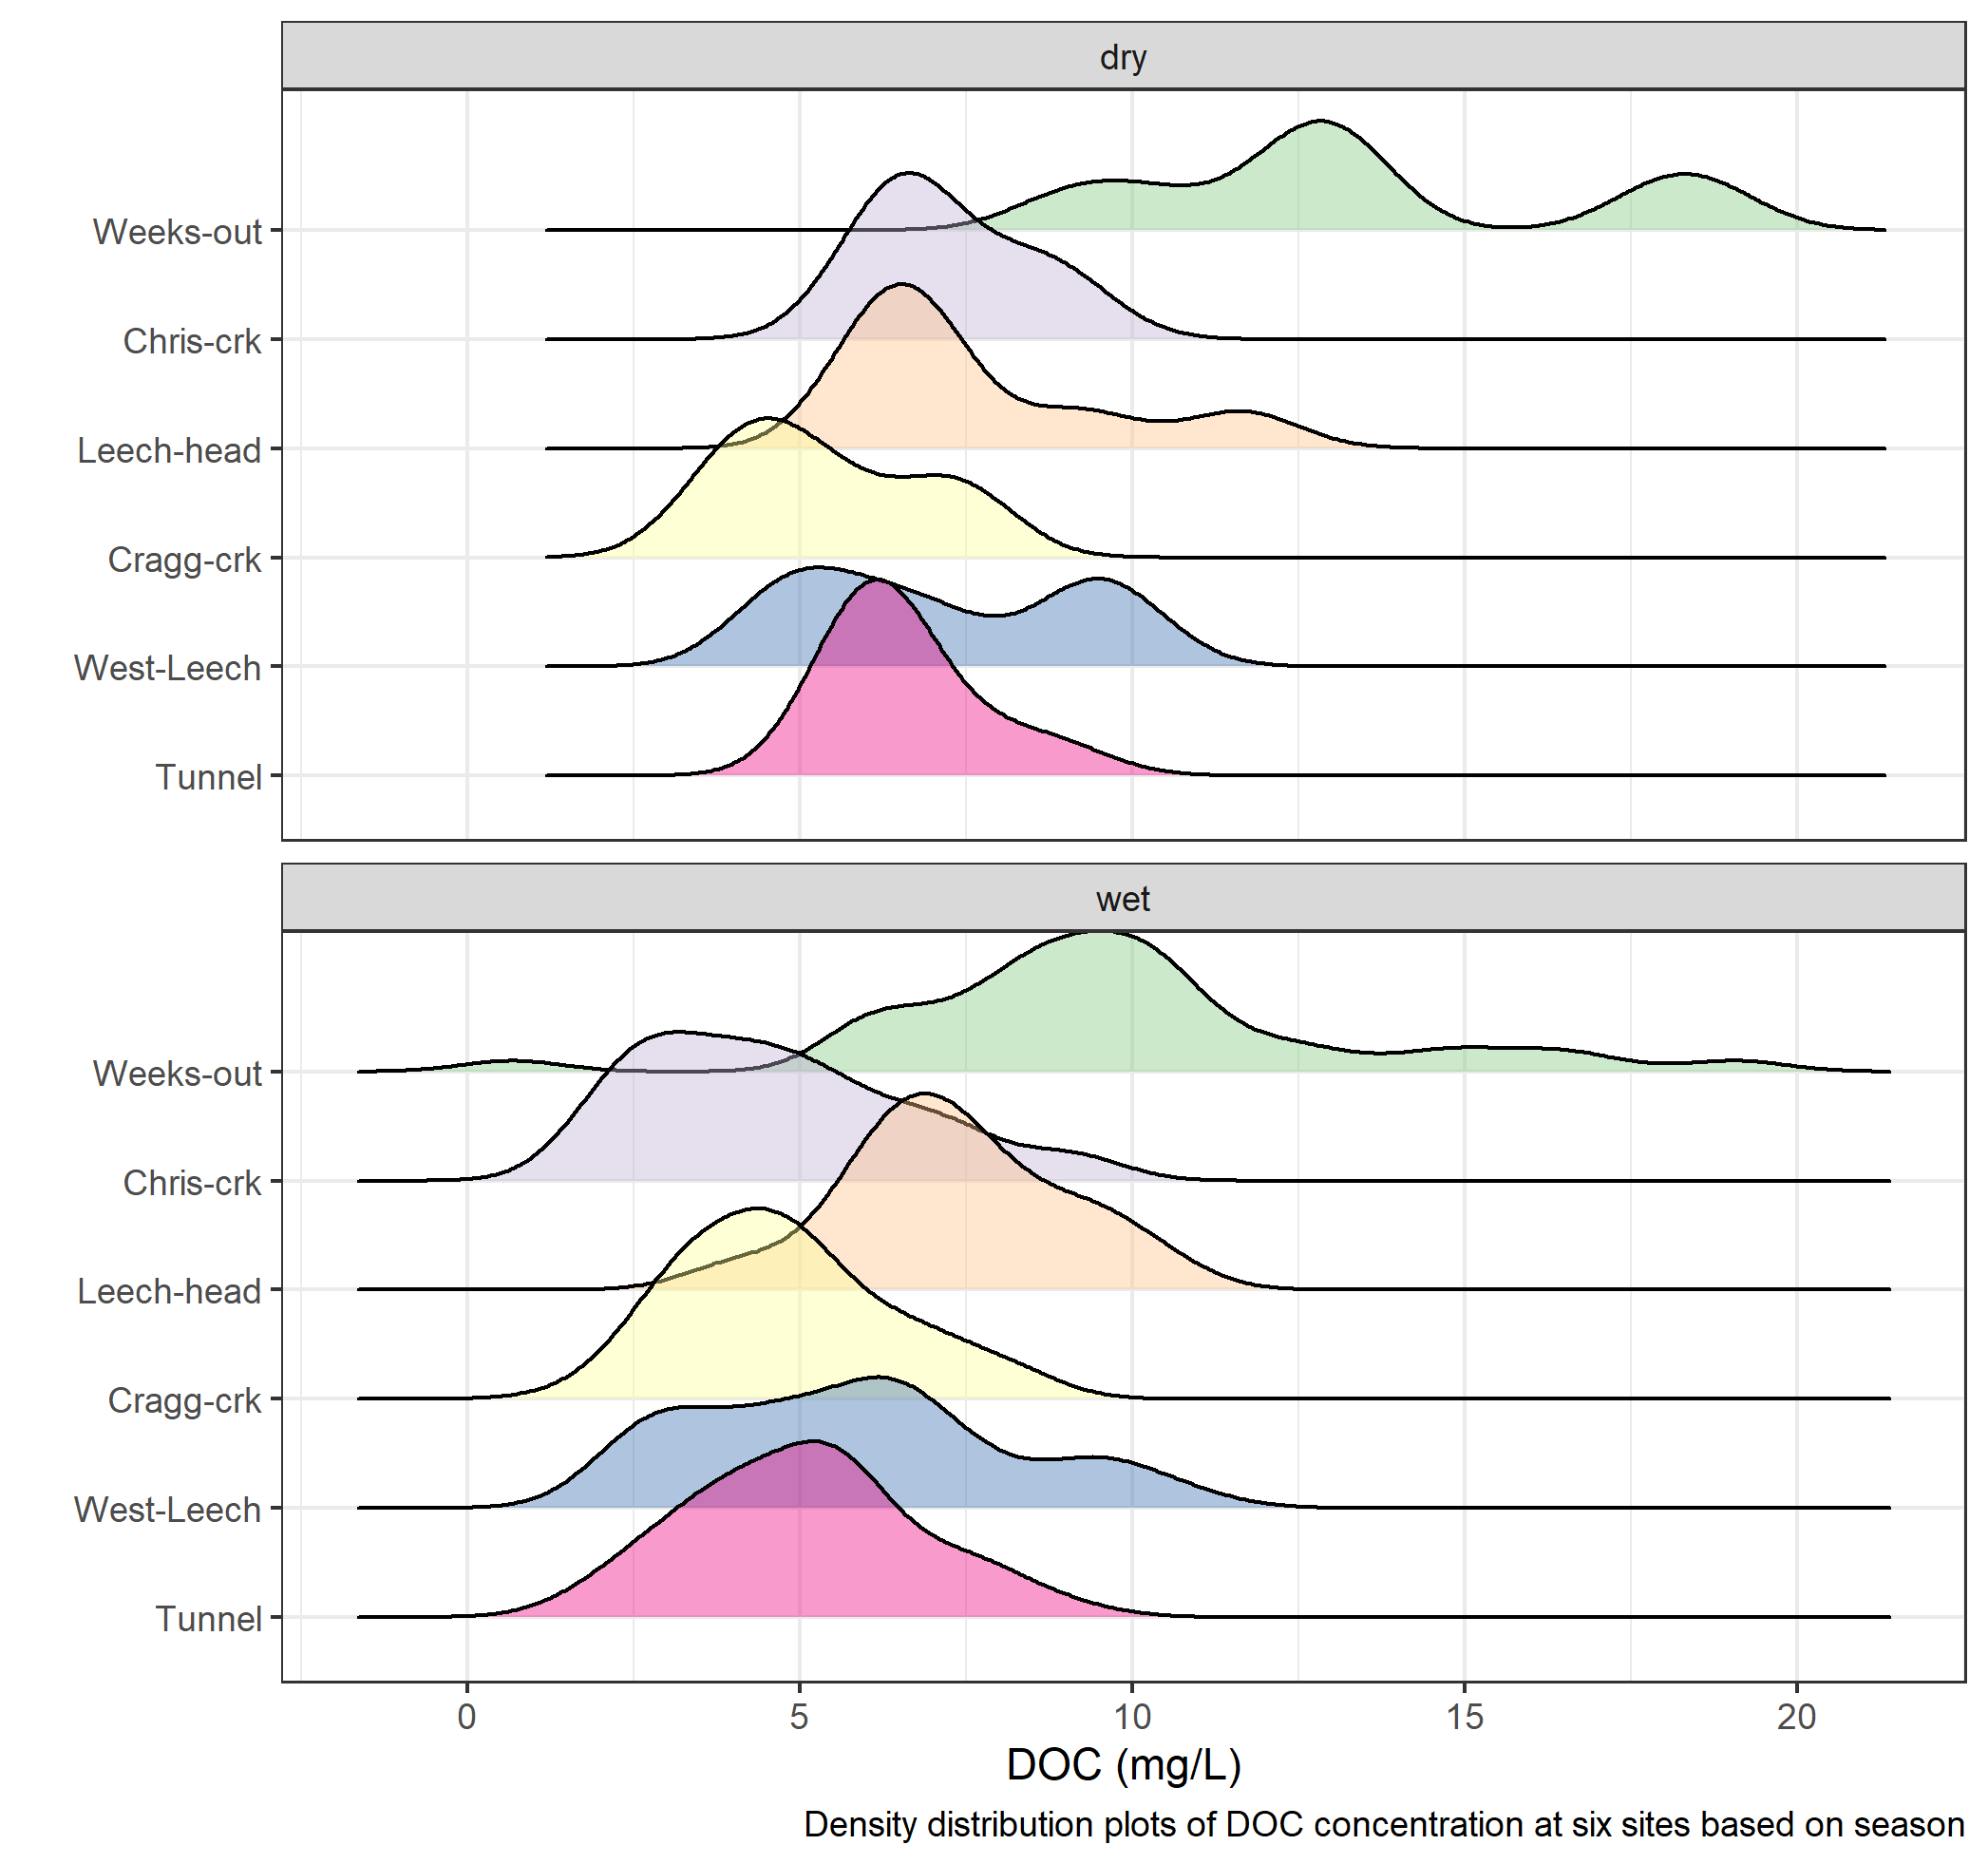 dry
Weeks-out
Chris-crk
Leech-head
Cragg-crk
West-Leech
Tunnel
wet
Weeks-out
Chris-crk
Leech-head
Cragg-crk
West-Leech
Tunnel
0 5 10 15 20
DOC (mg/L)
Density distribution plots of DOC concentration at six sites based on season